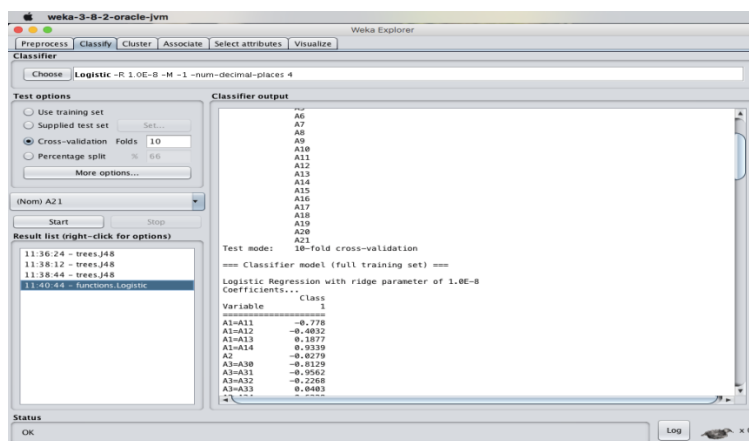 weka-3-8-2-oracle-jvm
Weka Explorer
Preprocess Classify Cluster Associate Select attributes Visualize
Classifier
Choose Logistic -R 1.0E-8 -M -1 -num-decimal-places 4
Test options
Use training set
Supplied test set Set...
Cross-validation Folds 10
Percentage split % 66
More options...
(Nom) A21
Start Stop
Result list (right-click for options)
11:36:24 - trees.J48
11:38:12 - trees.J48
11:38:44 - trees.J48
11:40:44 - functions.Logistic
Classifier output
A6
A7
A8
A9
A10
A11
A12
A13
A14
A15
A16
A17
A18
A19
A20
A21
Test mode: 10-fold cross-validation
=== Classifier model (full training set) ===
Logistic Regression with ridge parameter of 1.0E-8
Coefficients...
Class
Variable 1
====================
A1=A11 -0.778
A1=A12 -0.4032
A1=A13 0.1877
A1=A14 0.9339
A2 -0.0279
A3=A30 -0.8129
A3=A31 -0.9562
A3=A32 -0.2268
A3=A33 0.0403
Status
OK
Log